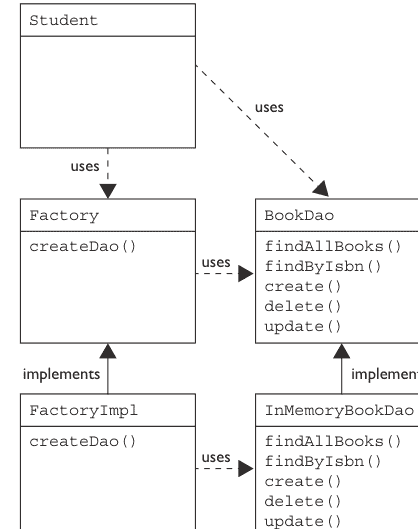 Student
uses
uses
Factory
createDao()
uses
BookDao
findAllBooks()
findByIsbn()
create()
delete()
update()
implements
implement
FactoryImpl
createDao()
uses
InMemoryBookDao
findAllBooks()
findByIsbn()
create()
delete()
update()